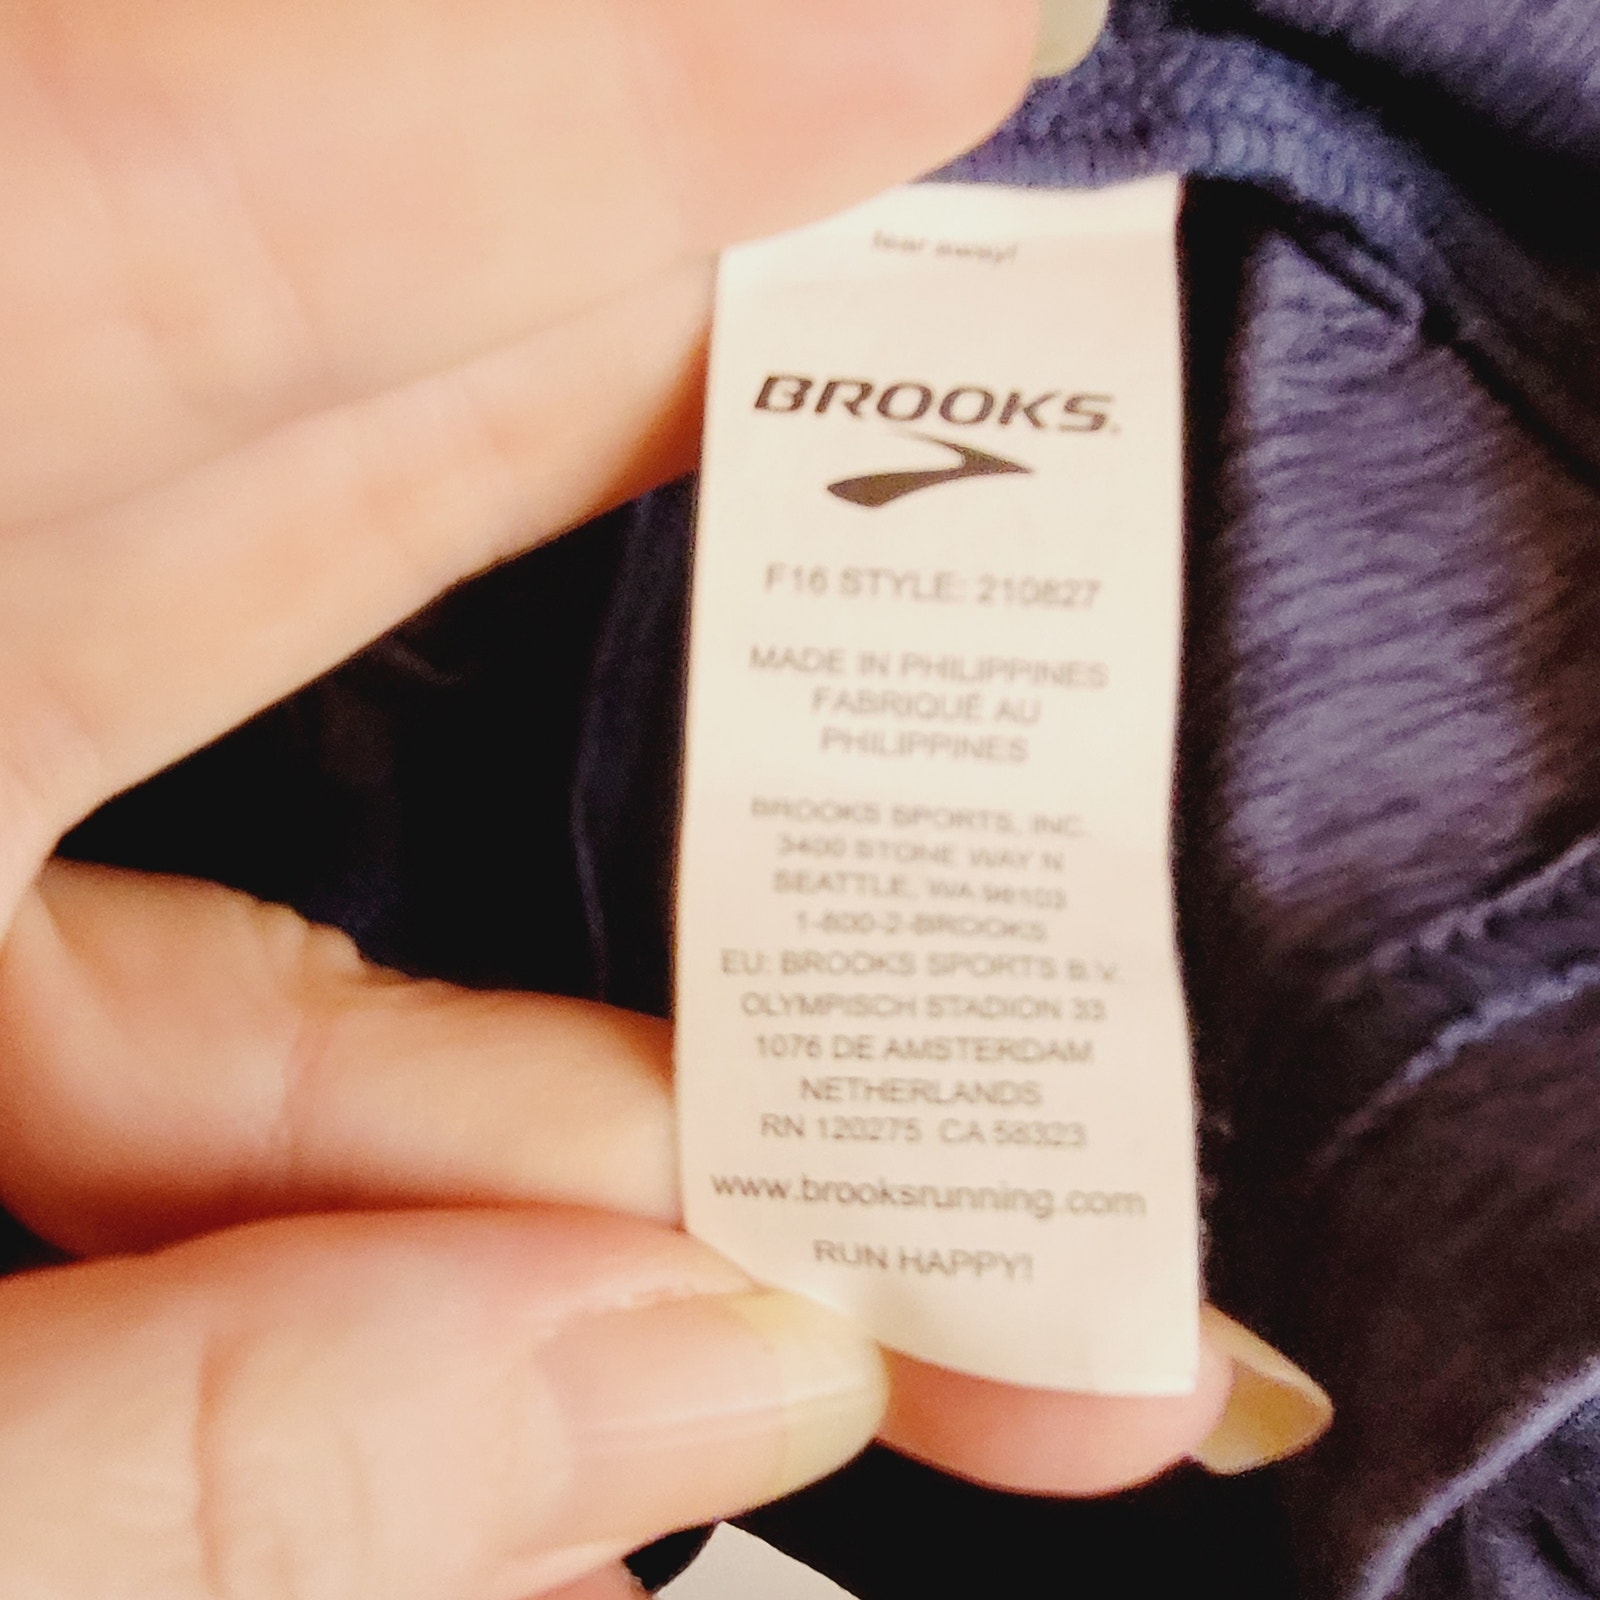 tear away!
BROOKS
F16 STYLE: 210827
MADE IN PHILIPPINES
FABRIQUÉ AU
PHILIPPINES
BROOKS SPORTS, INC.
3400 STONE WAY N
SEATTLE, WA 98103
1-800-2-BROOKS
EU: BROOKS SPORTS B.V.
OLYMPISCH STADION 33
1076 DE AMSTERDAM
NETHERLANDS
RN 120275 CA 58323
www.brooksrunning.com
RUN HAPPY!